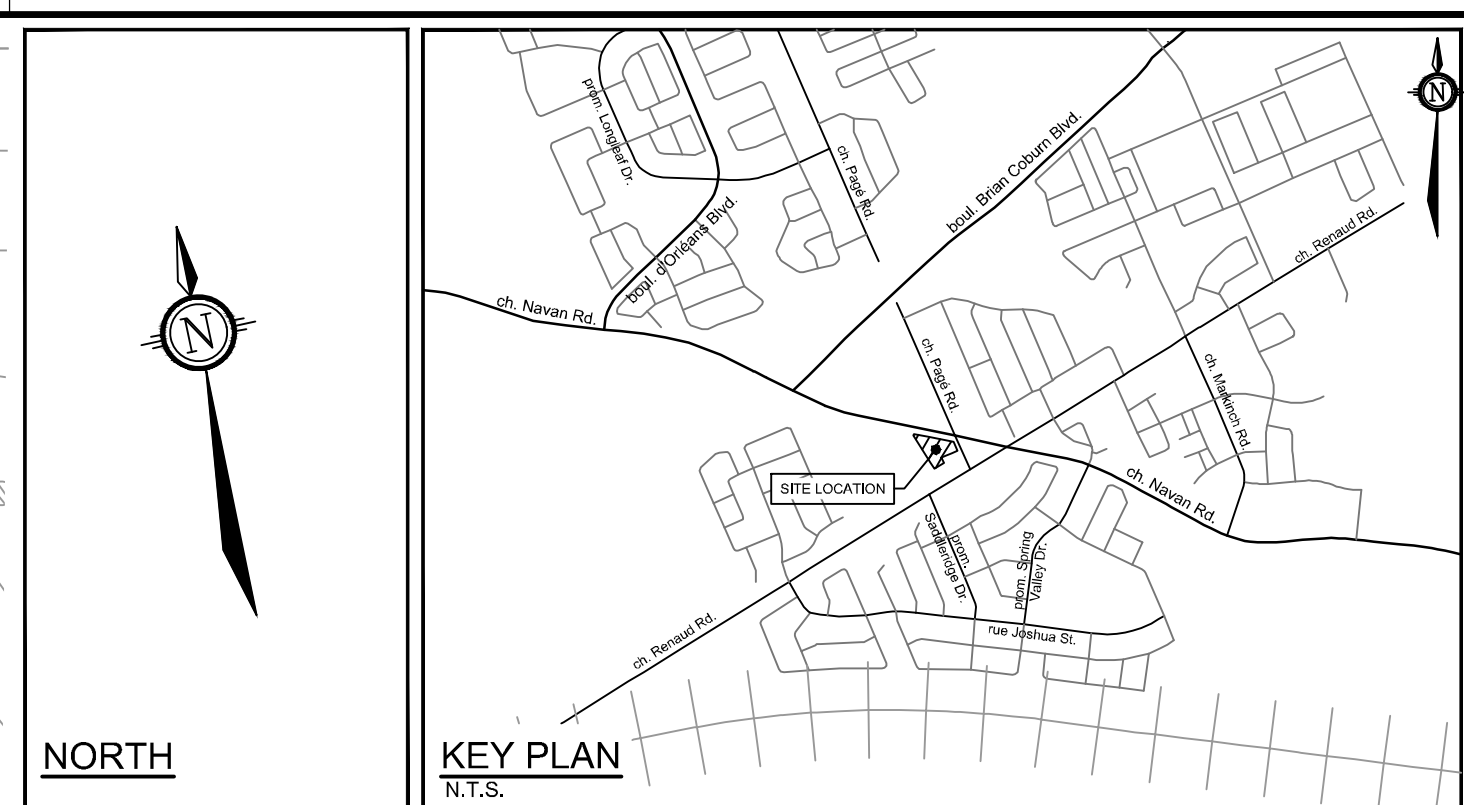 N
NORTH
N
prom. Longleaf Dr.
ch. Pagé Rd.
boul. Brian Coburn Blvd.
boul. d'Orléans Blvd.
ch. Renaud Rd.
ch. Navan Rd.
ch. Pagé Rd.
ch. Markinch Rd.
SITE LOCATION
ch. Navan Rd.
prom.
Saddleridge Dr.
prom. Spring
Valley Dr.
rue Joshua St.
ch. Renaud Rd.
KEY PLAN
N.T.S.